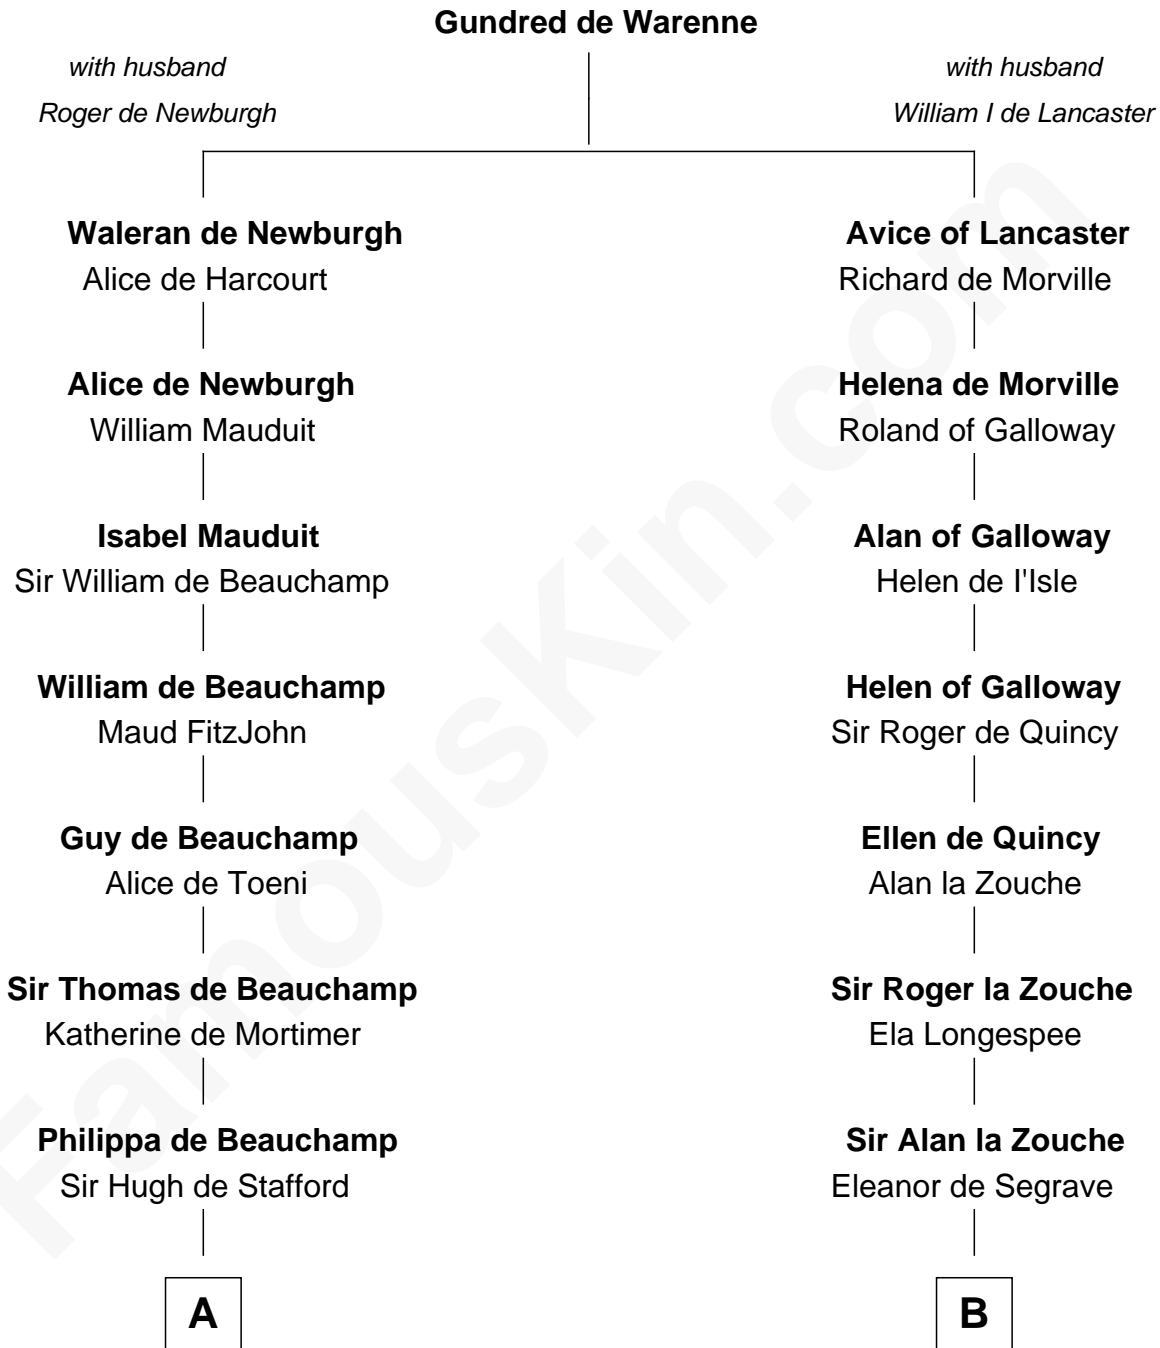 Gundred de Warenne
with husband
Roger de Newburgh
with husband
William I de Lancaster
Waleran de Newburgh
Alice de Harcourt
Avice of Lancaster
Richard de Morville
Alice de Newburgh
William Mauduit
Helena de Morville
Roland of Galloway
Isabel Mauduit
Sir William de Beauchamp
Alan of Galloway
Helen de I'Isle
William de Beauchamp
Maud FitzJohn
Helen of Galloway
Sir Roger de Quincy
Guy de Beauchamp
Alice de Toeni
Ellen de Quincy
Alan la Zouche
Sir Thomas de Beauchamp
Katherine de Mortimer
Sir Roger la Zouche
Ela Longespee
Philippa de Beauchamp
Sir Hugh de Stafford
Sir Alan la Zouche
Eleanor de Segrave
A
B
FamousKin.com